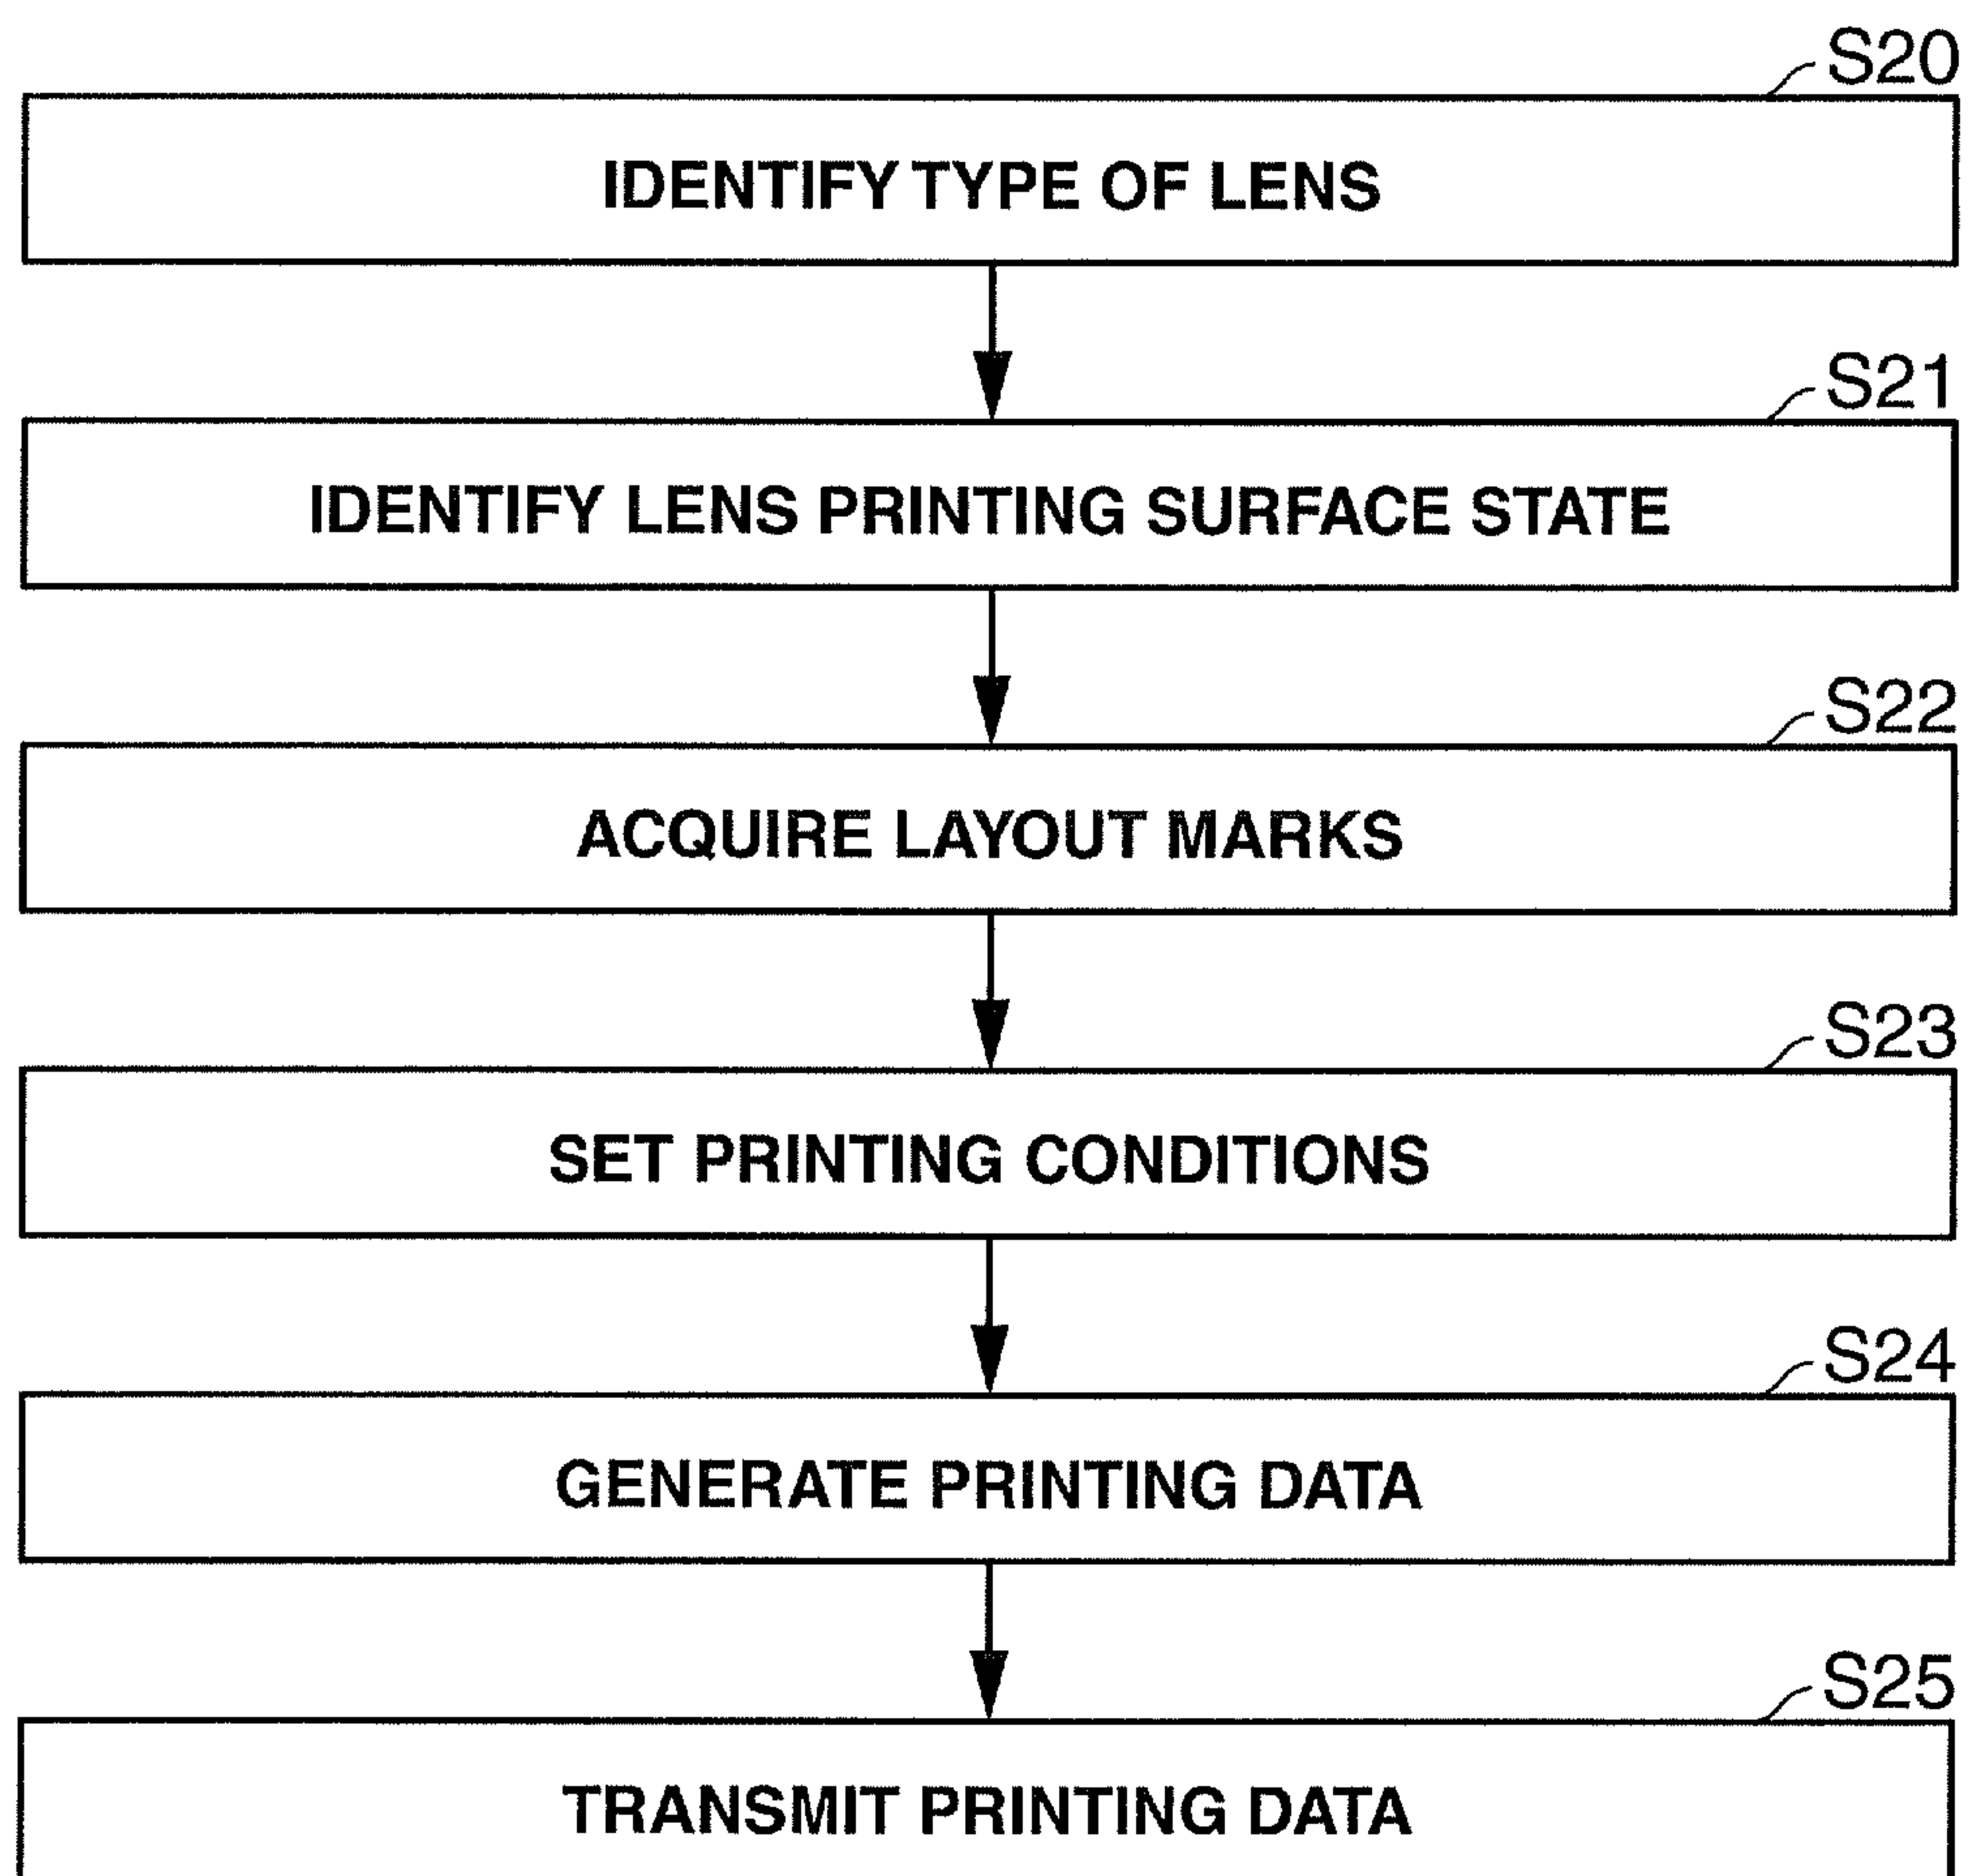 S20
IDENTIFY TYPE OF LENS
S21
IDENTIFY LENS PRINTING SURFACE STATE
S22
ACQUIRE LAYOUT MARKS
S23
SET PRINTING CONDITIONS
S24
GENERATE PRINTING DATA
S25
TRANSMIT PRINTING DATA